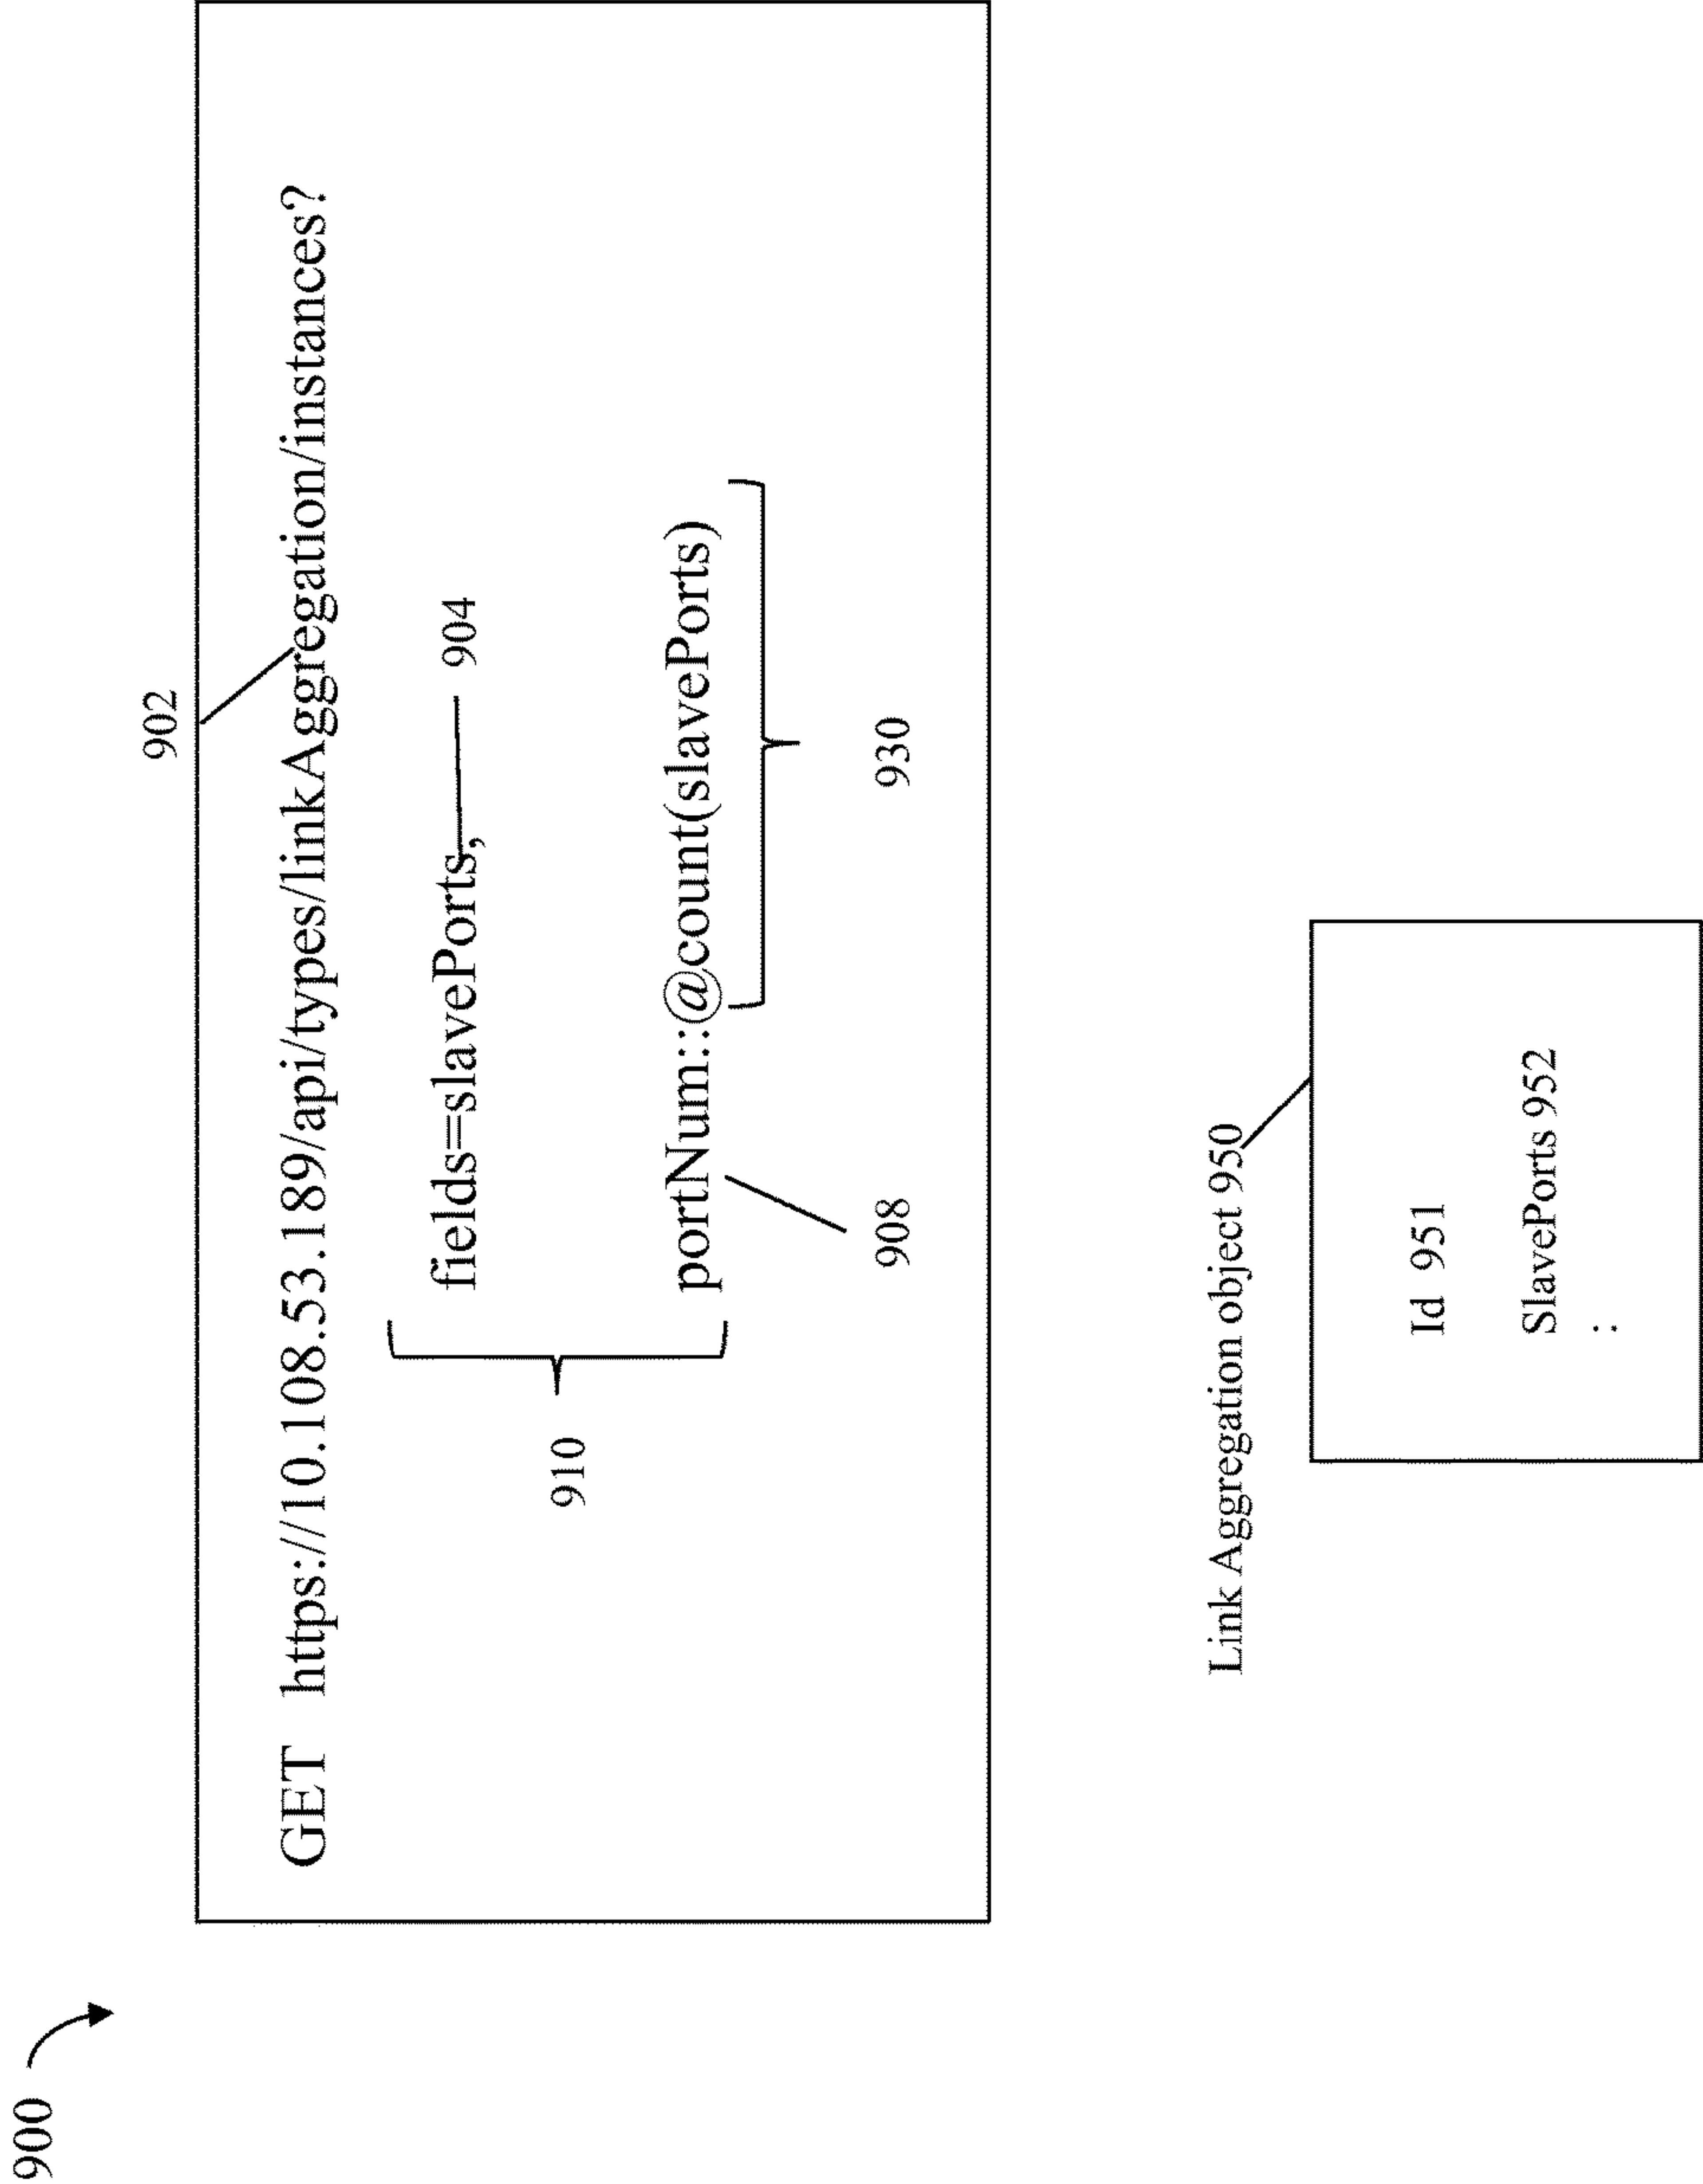 900
902
GET https://10.108.53.189/api/types/linkAggregation/instances?
fields=slavePorts,
904
910
portNum::@count(slavePorts)
908
930
Link Aggregation object 950
Id 951
SlavePorts 952
: